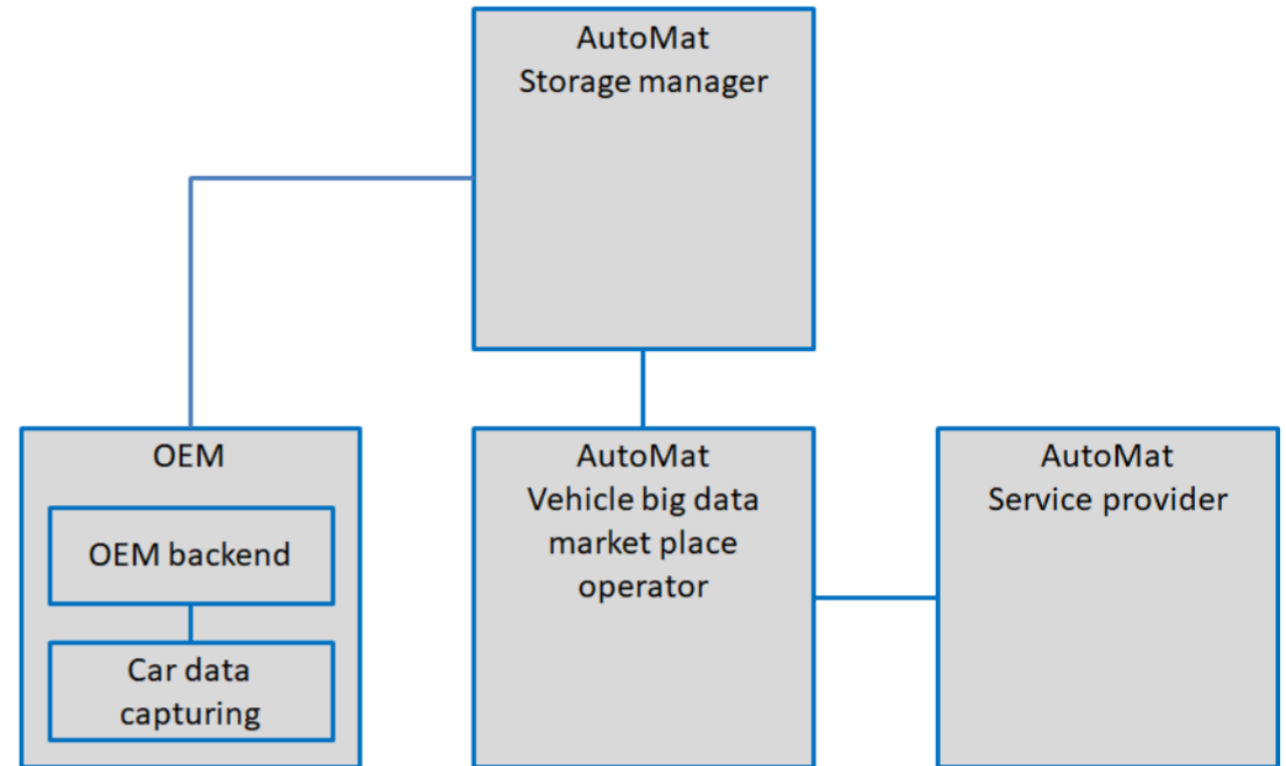 AutoMat
Storage manager
OEM
OEM backend
Car data
capturing
AutoMat
Vehicle big data
market place
operator
AutoMat
Service provider